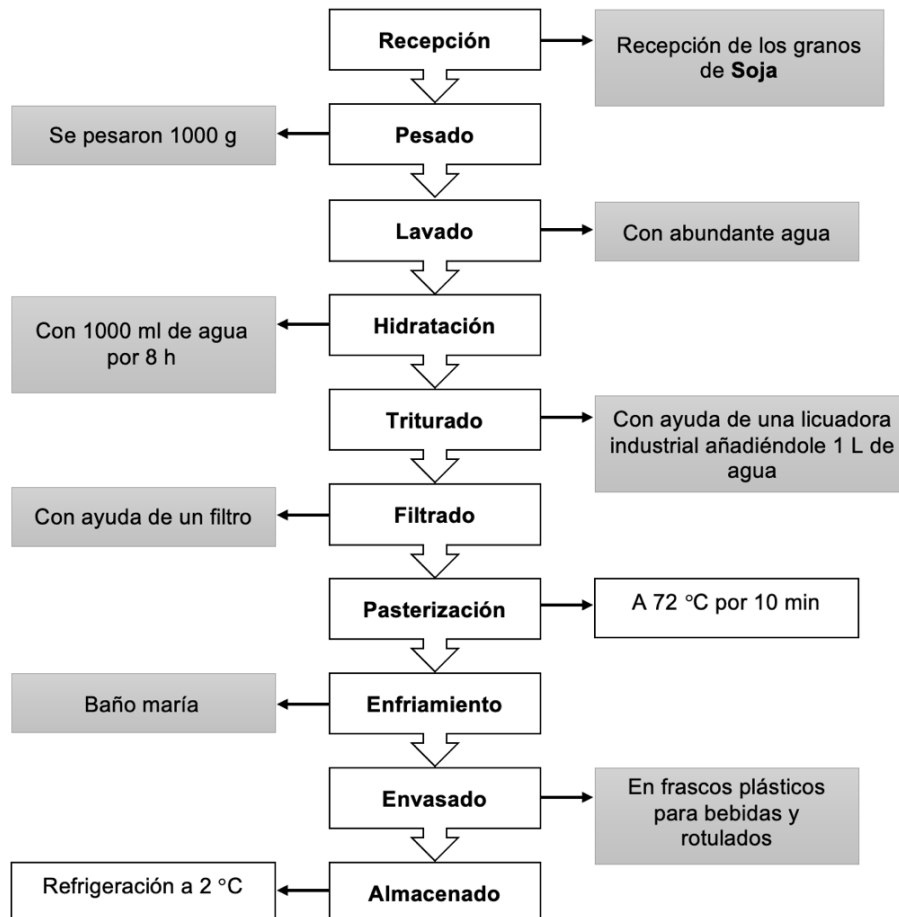 Recepción
Recepción de los granos
de Soja
Se pesaron 1000 g
Pesado
Lavado
Con abundante agua
Con 1000 ml de agua
por 8 h
Hidratación
Triturado
Con ayuda de una licuadora
industrial añadiéndole 1 L de
agua
Con ayuda de un filtro
Filtrado
Pasterización
A 72 °C por 10 min
Baño maría
Enfriamiento
Envasado
En frascos plásticos
para bebidas y
rotulados
Refrigeración a 2 °C
Almacenado